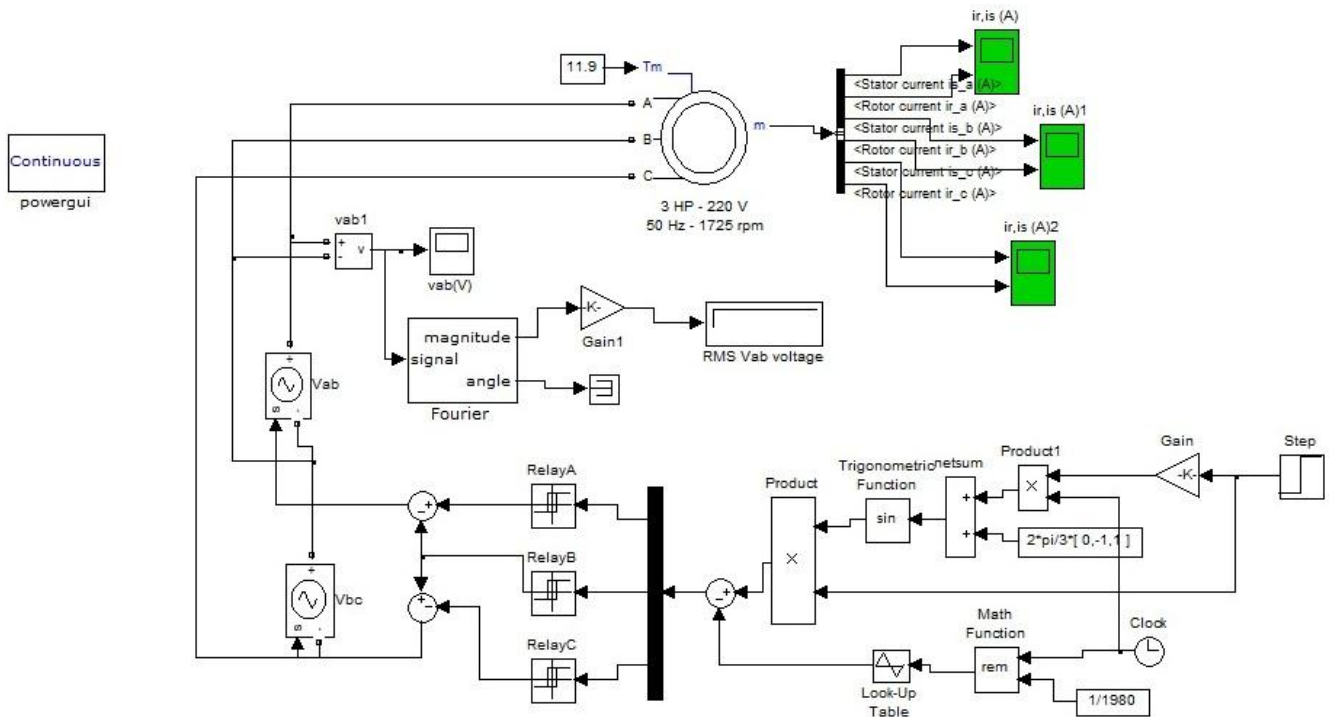 ir,is (A)
11.9
Tm
<Stator current is_a (A)>
A
<Rotor current ir_a (A)>
ir,is (A)1
<Stator current is_b (A)>
m
B
<Rotor current ir_b (A)>
Continuous
<Stator current is_c (A)>
C
<Rotor current ir_c (A)>
powergui
3 HP - 220 V
50 Hz - 1725 rpm
vab1
ir,is (A)2
+
v
-
vab(V)
-K-
magnitude
Gain1
signal
RMS Vab voltage
+
Vab
angle
s
-
Fourier
Gain
Step
Product1
netsum
Trigonometric
Function
RelayA
Product
-K-
×
+
sin
+
2*pi/3*[ 0,-1,1 ]
-
+
RelayB
×
+
Vbc
-
+
+
-
Math
Function
Clock
s
-
RelayC
rem
Look-Up
Table
1/1980